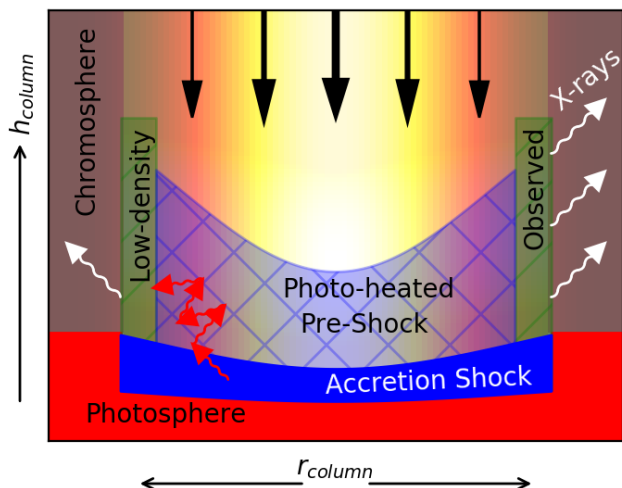 h_column
Chromosphere
Low-density
Observed
X-rays
Photo-heated
Pre-Shock
Accretion Shock
Photosphere
r_column